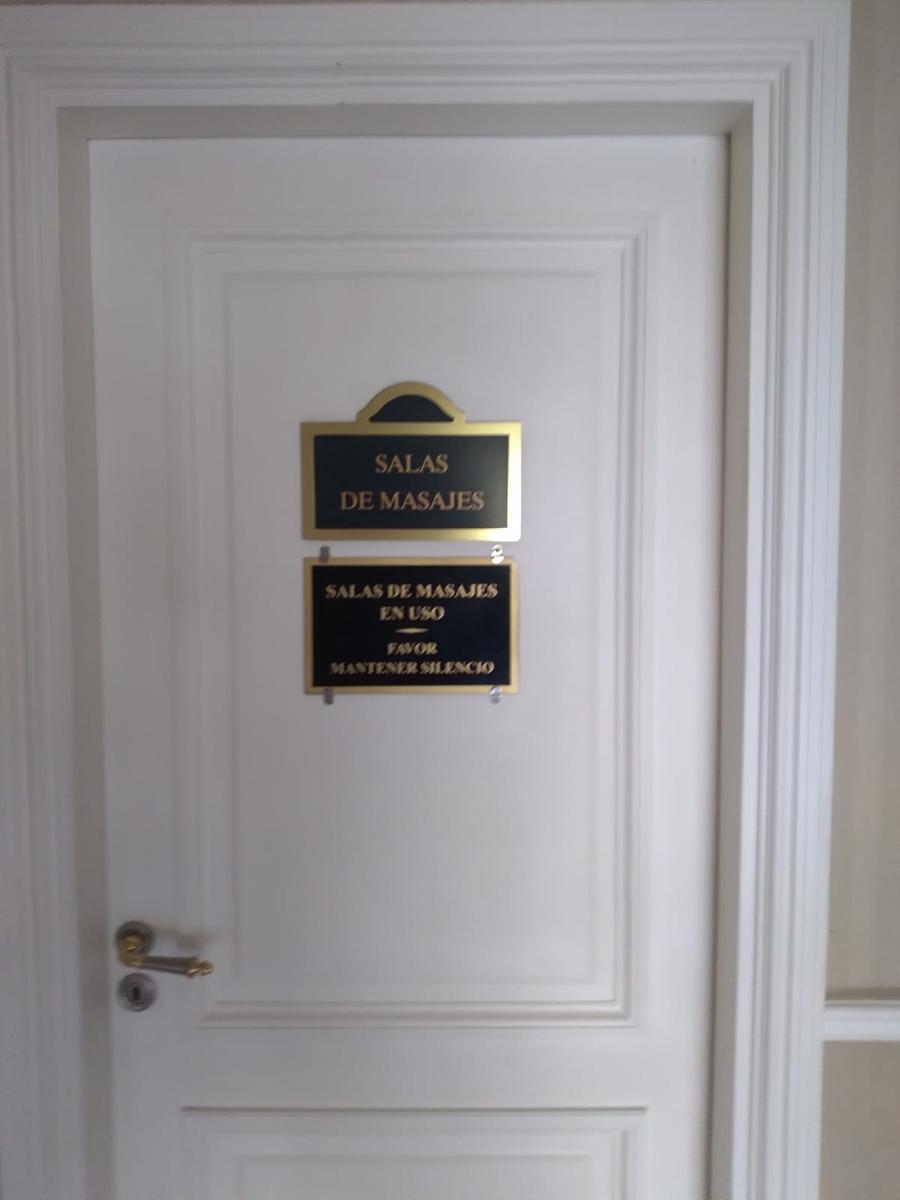 SALAS
DE MASAJES
SALAS DE MASAJES
EN USO
FAVOR
MANTENER SILENCIO